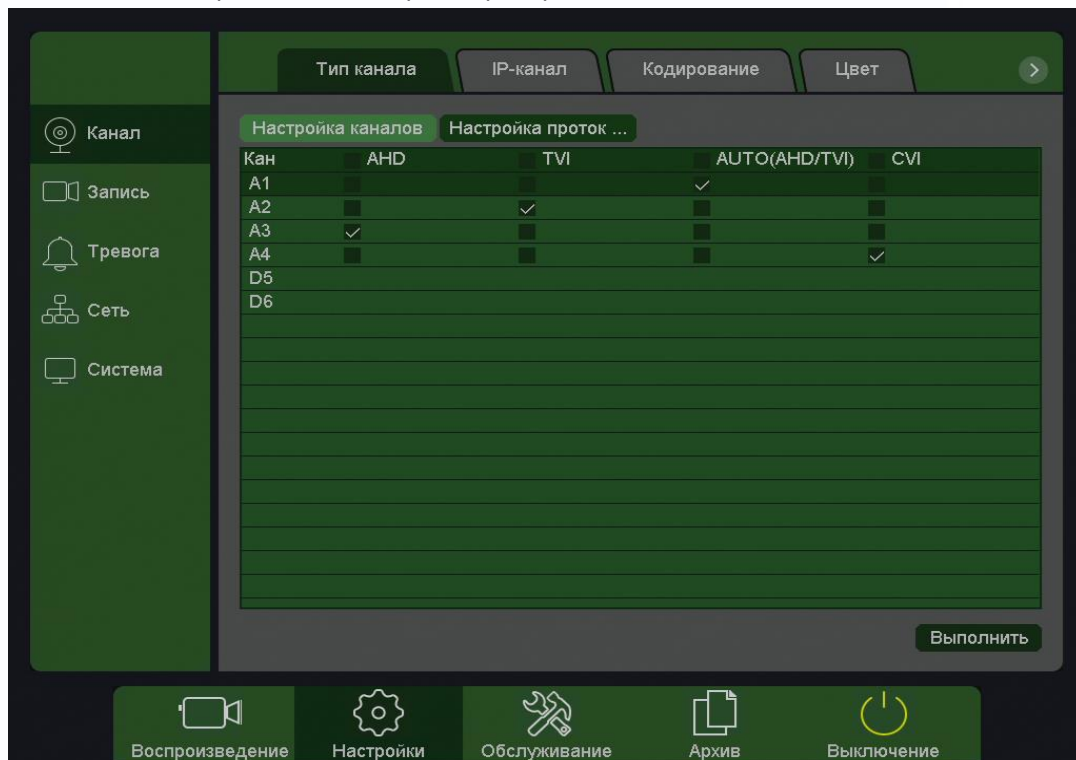 Тип канала IP-канал Кодирование Цвет
Канал
Запись
Тревога
Сеть
Система
Настройка каналов Настройка проток ...
Кан AHD TVI AUTO(AHD/TVI) CVI
A1
A2
A3
A4
D5
D6
Выполнить
Воспроизведение Настройки Обслуживание Архив Выключение